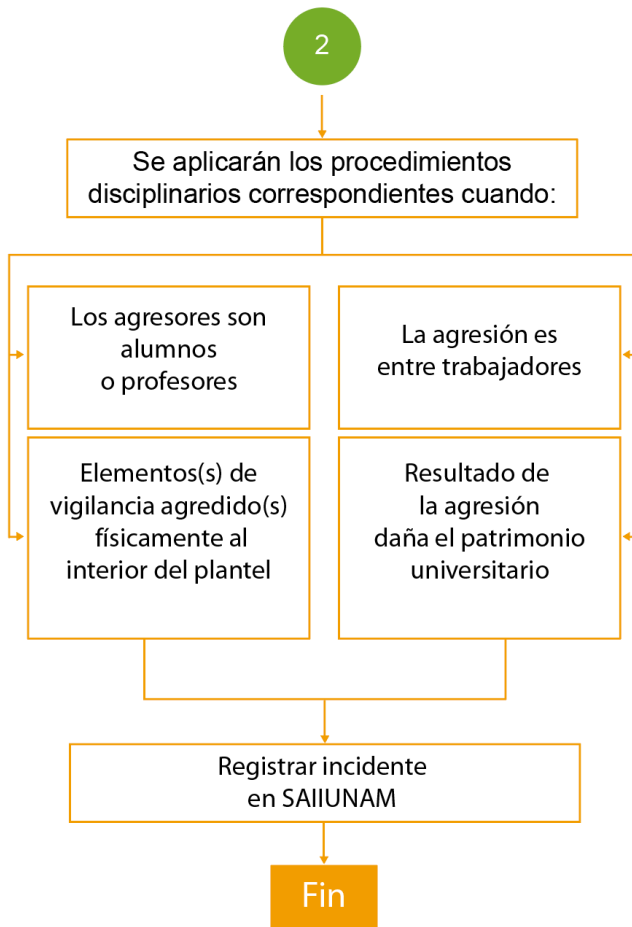 2
Se aplicarán los procedimientos
disciplinarios correspondientes cuando:
Los agresores son
alumnos
o profesores
La agresión es
entre trabajadores
Elementos(s) de
vigilancia agredido(s)
físicamente al
interior del plantel
Resultado de
la agresión
daña el patrimonio
universitario
Registrar incidente
en SAIIUNAM
Fin